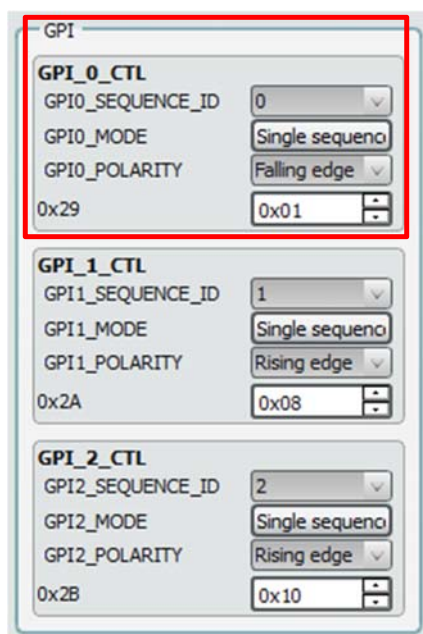 GPI
GPI_0_CTL
GPI0_SEQUENCE_ID 0
GPI0_MODE Single sequenc
GPI0_POLARITY Falling edge
0x29 0x01
GPI_1_CTL
GPI1_SEQUENCE_ID 1
GPI1_MODE Single sequenc
GPI1_POLARITY Rising edge
0x2A 0x08
GPI_2_CTL
GPI2_SEQUENCE_ID 2
GPI2_MODE Single sequenc
GPI2_POLARITY Rising edge
0x2B 0x10